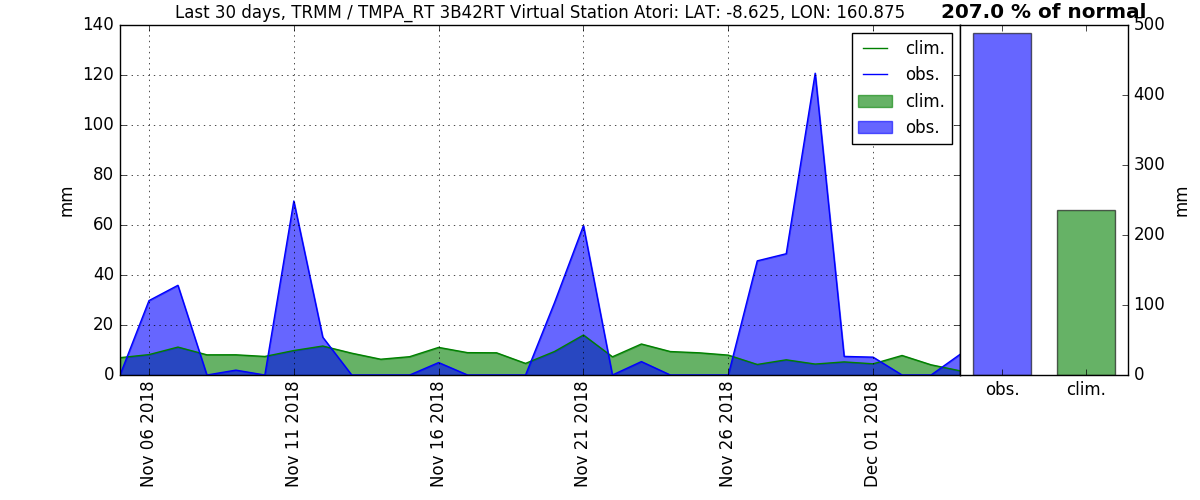 Last 30 days, TRMM / TMPA_RT 3B42RT Virtual Station Atori: LAT: -8.625, LON: 160.875
207.0 % of normal
140
120
100
80
60
40
20
0
mm
clim.
obs.
clim.
obs.
Nov 06 2018
Nov 11 2018
Nov 16 2018
Nov 21 2018
Nov 26 2018
Dec 01 2018
500
400
300
200
100
0
mm
obs.
clim.